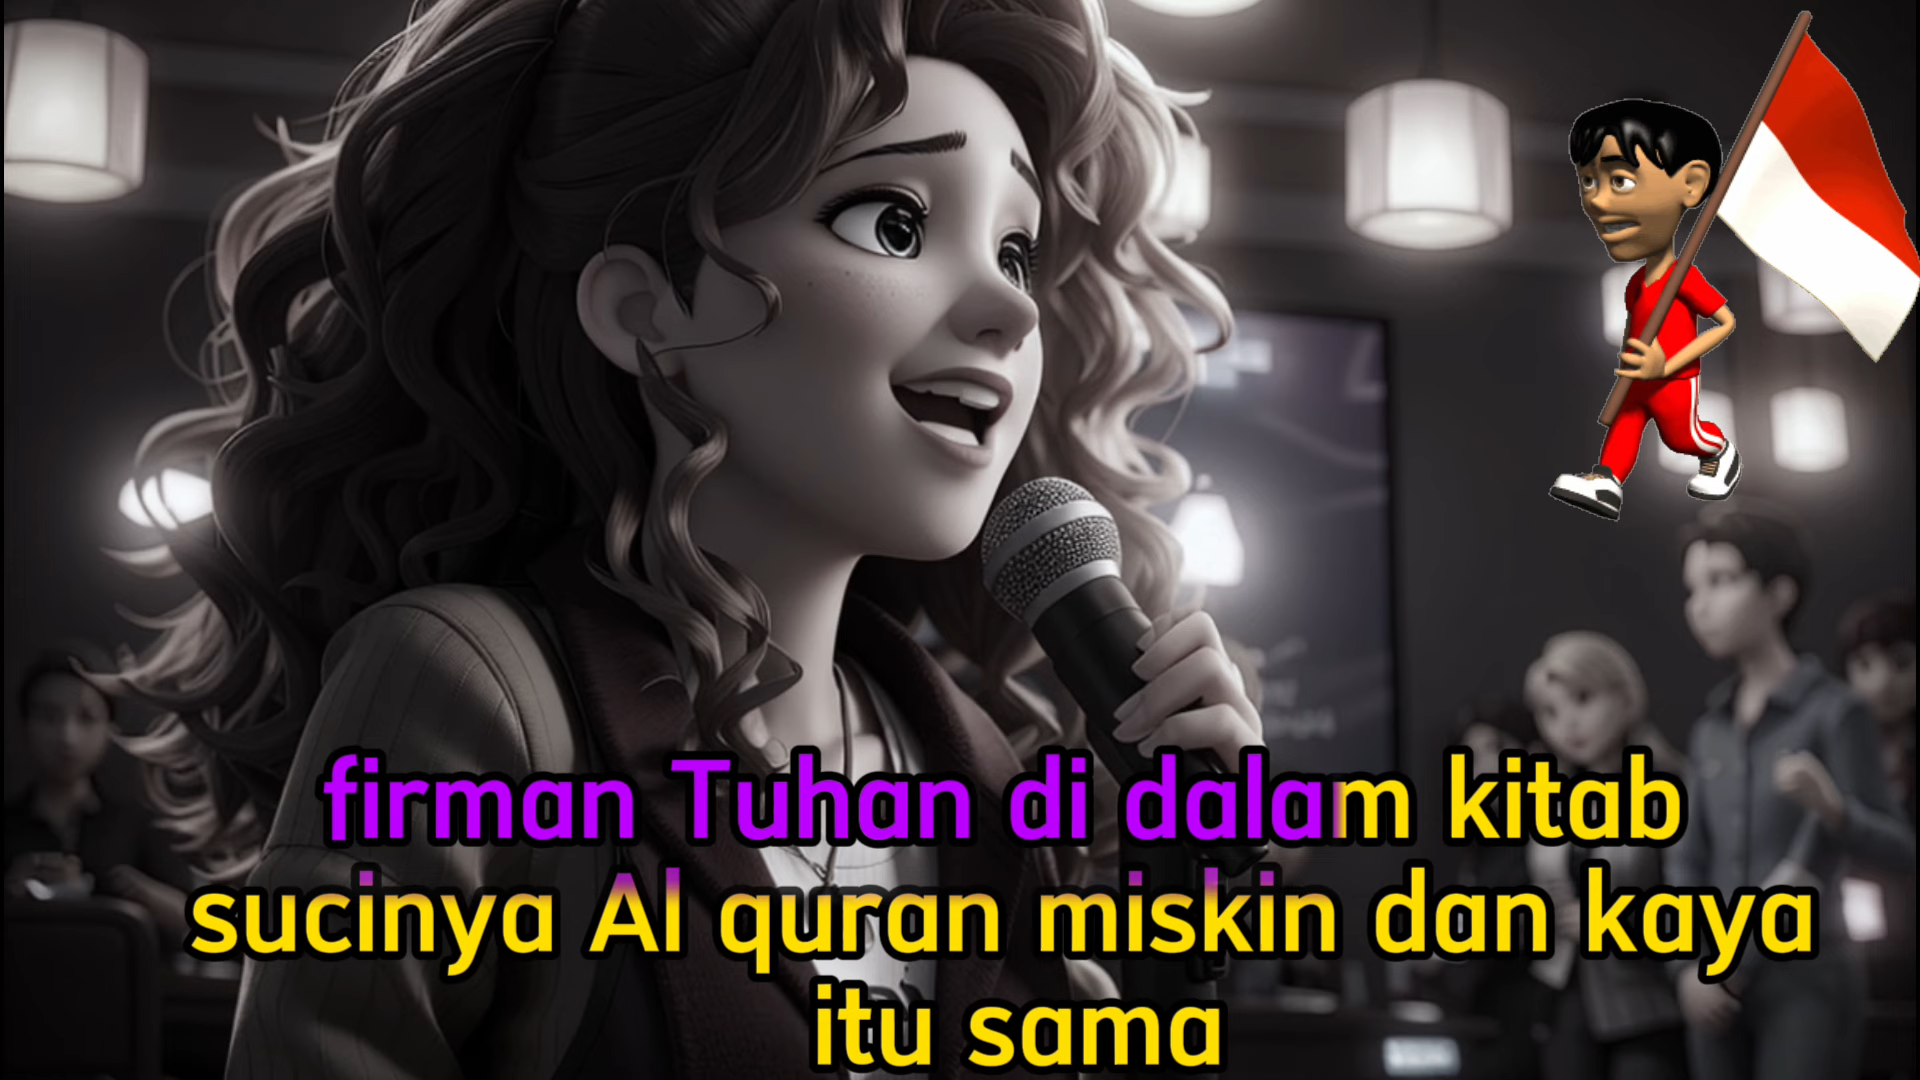 firman Tuhan di dalam kitab
sucinya Al quran miskin dan kaya
itu sama